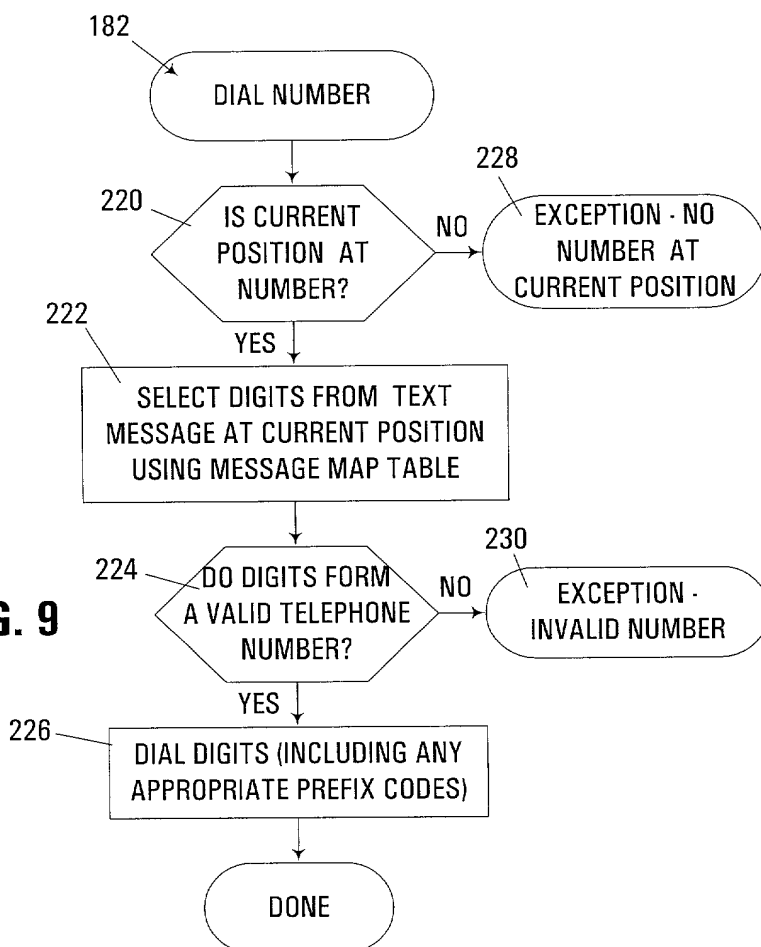 182
DIAL NUMBER
220
IS CURRENT
POSITION AT
NUMBER?
NO
228
EXCEPTION - NO
NUMBER AT
CURRENT POSITION
YES
222
SELECT DIGITS FROM TEXT
MESSAGE AT CURRENT POSITION
USING MESSAGE MAP TABLE
224
DO DIGITS FORM
A VALID TELEPHONE
NUMBER?
NO
230
EXCEPTION -
INVALID NUMBER
G. 9
YES
226
DIAL DIGITS (INCLUDING ANY
APPROPRIATE PREFIX CODES)
DONE